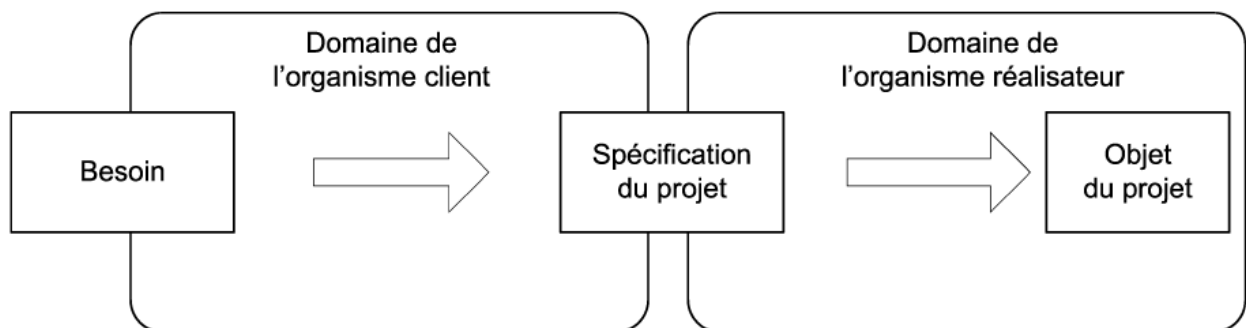 Domaine de
l'organisme client
Domaine de
l'organisme réalisateur
Besoin
Spécification
du projet
Objet
du projet